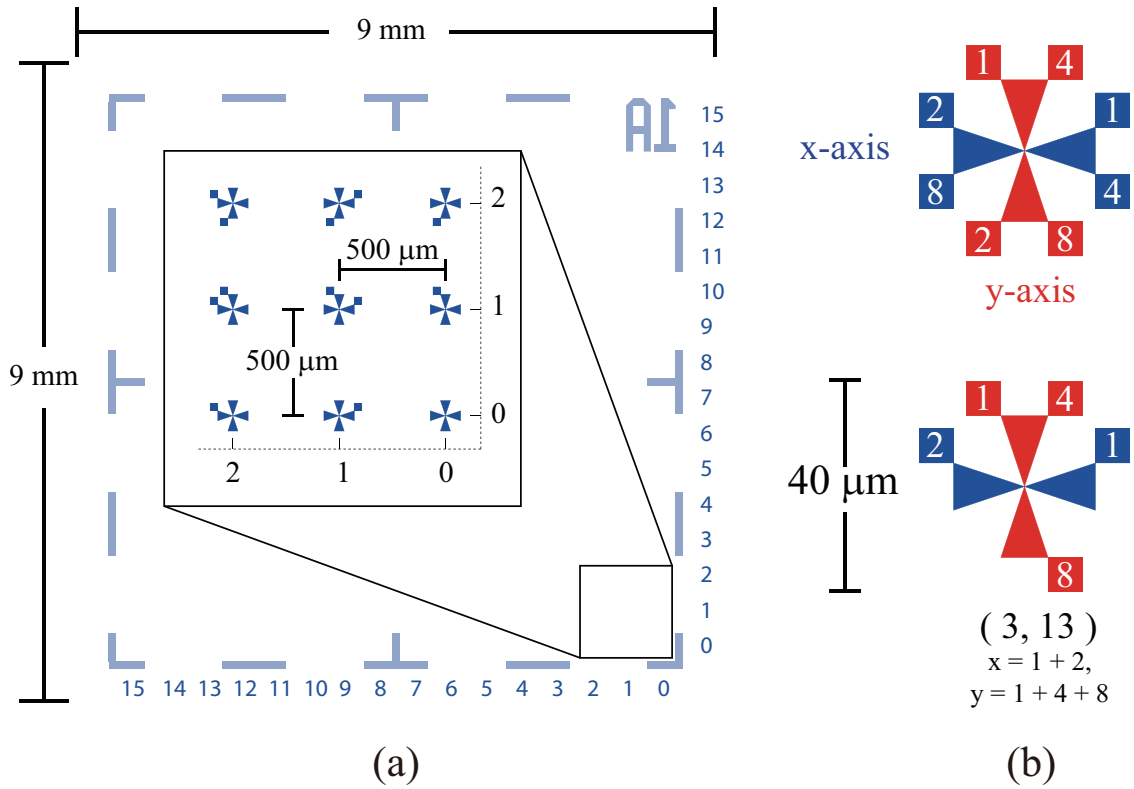 9 mm
9 mm
A1
15
14
13
12
11
10
9
8
7
6
5
4
3
2
1
0
2
500 μm
1
500 μm
0
2 1 0
15 14 13 12 11 10 9 8 7 6 5 4 3 2 1 0
(a)
1 4
2 1
x-axis
8 4
2 8
y-axis
1 4
2 1
40 μm
8
( 3, 13 )
x = 1 + 2,
y = 1 + 4 + 8
(b)